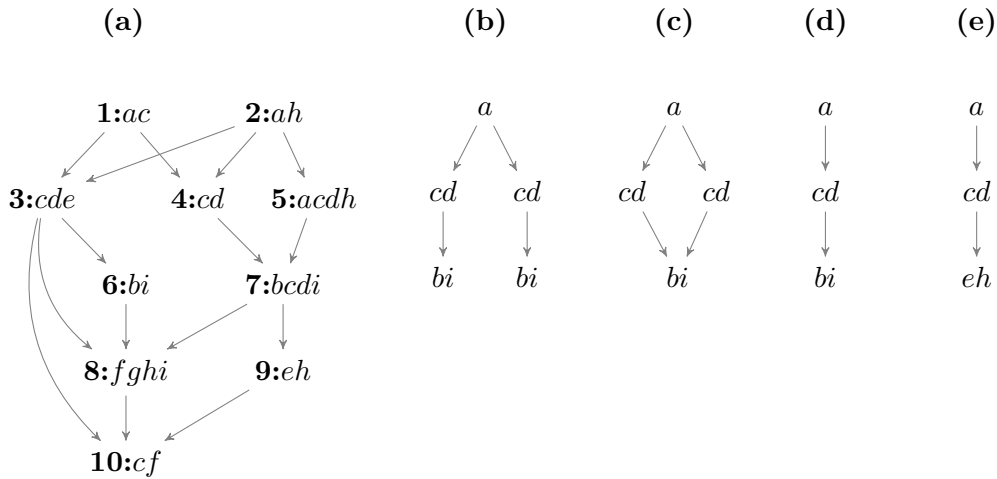 (a) (b) (c) (d) (e)
1:ac 2:ah a a a a
3:cde 4:cd 5:acdh cd cd cd cd cd cd
6:bi 7:bcdi bi bi bi bi eh
8:fghi 9:eh
10:cf